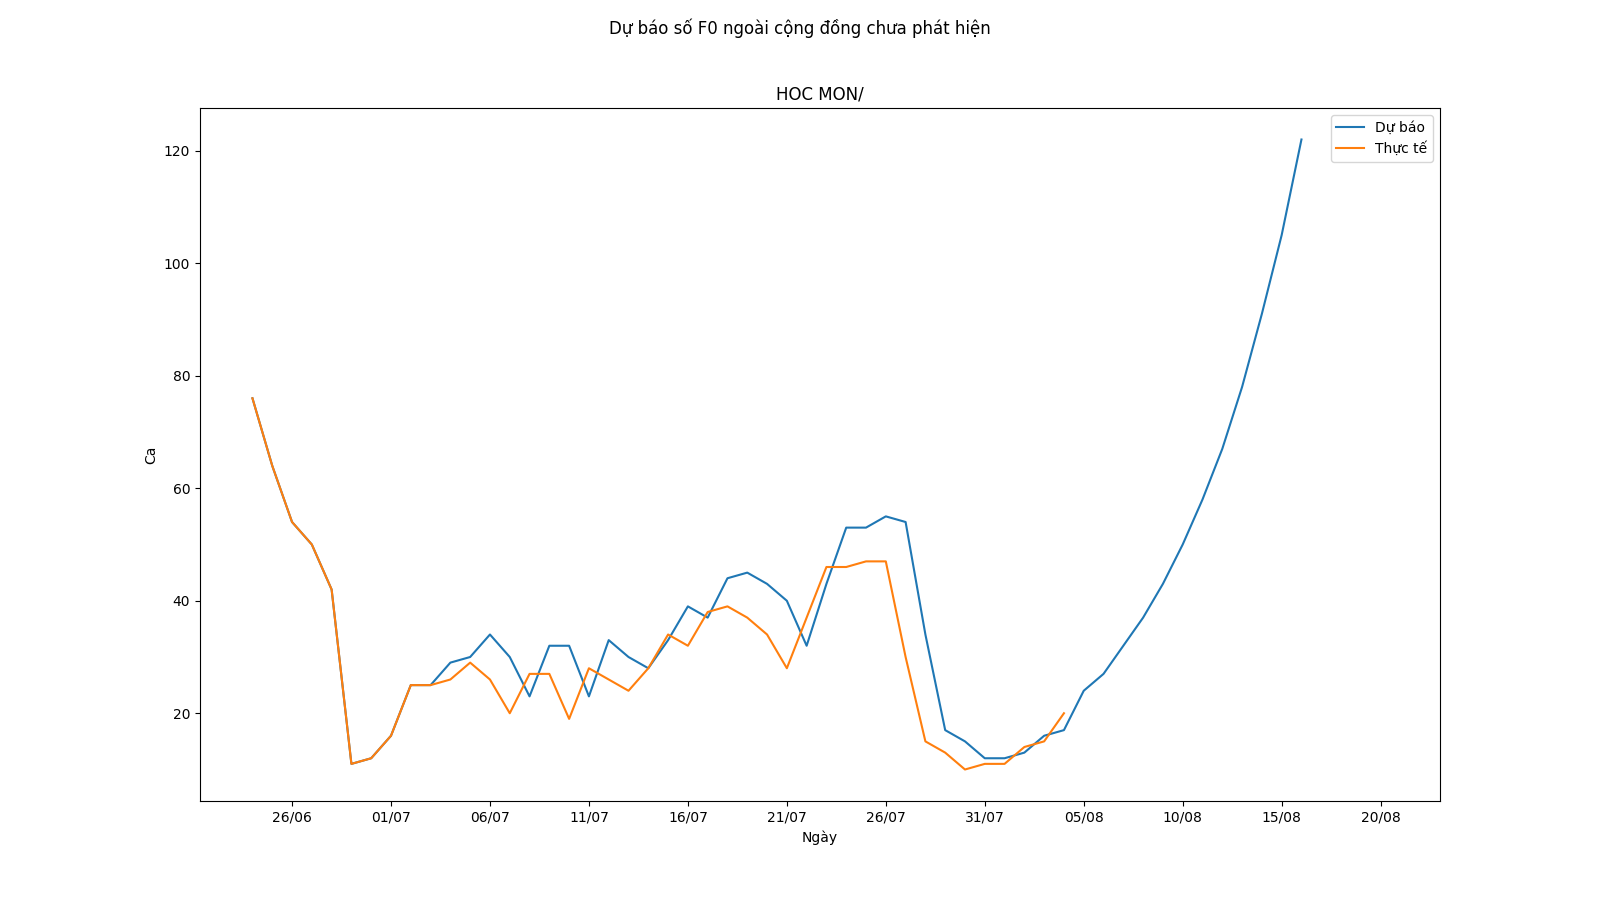 Dự báo số F0 ngoài cộng đồng chưa phát hiện
HOC MON/
Dự báo
Thực tế
120
100
80
60
40
20
Ca
26/06 01/07 06/07 11/07 16/07 21/07 26/07 31/07 05/08 10/08 15/08 20/08
Ngày